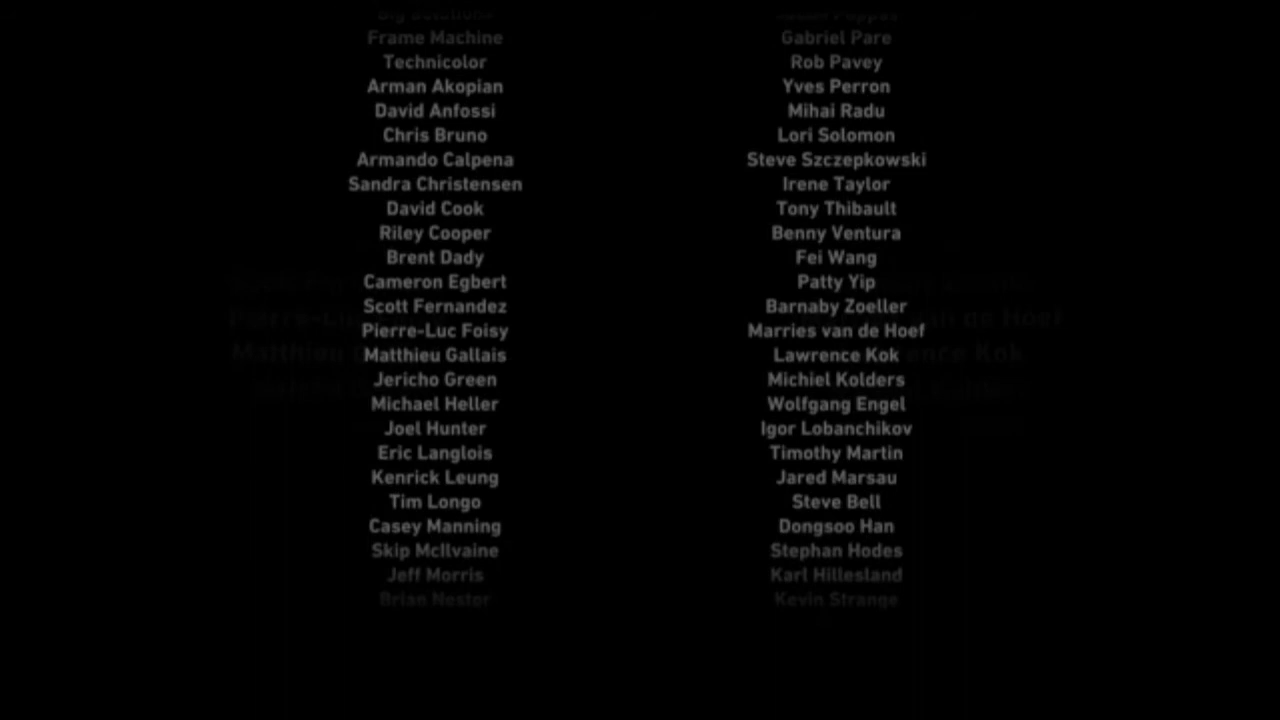 Frame Machine
Technicolor
Arman Akopian
David Anfossi
Chris Bruno
Armando Calpena
Sandra Christensen
David Cook
Riley Cooper
Brent Dady
Cameron Egbert
Scott Fernandez
Pierre-Luc Foisy
Matthieu Gallais
Jericho Green
Michael Heller
Joel Hunter
Eric Langlois
Kenrick Leung
Tim Longo
Casey Manning
Skip McIlvaine
Jeff Morris
Brian Nestor
Gabriel Pare
Rob Pavey
Yves Perron
Mihai Radu
Lori Solomon
Steve Szczepkowski
Irene Taylor
Tony Thibault
Benny Ventura
Fei Wang
Patty Yip
Barnaby Zoeller
Marries van de Hoef
Lawrence Kok
Michiel Kolders
Wolfgang Engel
Igor Lobanchikov
Timothy Martin
Jared Marsau
Steve Bell
Dongsoo Han
Stephan Hodes
Karl Hillesland
Kevin Strange